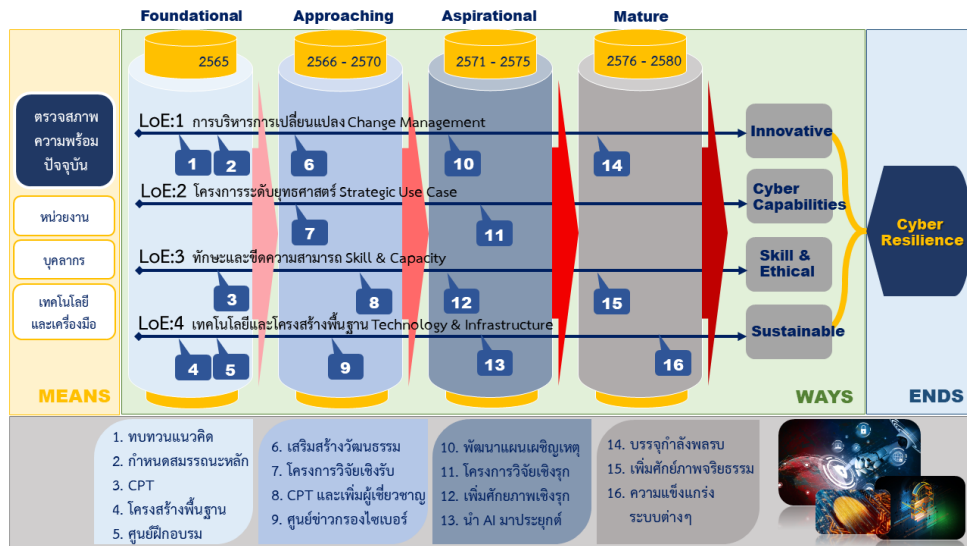 Foundational
Approaching
Aspirational
Mature
2565
2566 - 2570
2571 - 2575
2576 - 2580
ตรวจสภาพ
ความพร้อม
ปัจจุบัน
หน่วยงาน
บุคลากร
เทคโนโลยี
และเครื่องมือ
MEANS
LoE:1 การบริหารการเปลี่ยนแปลง Change Management
1
2
6
10
14
LoE:2 โครงการระดับยุทธศาสตร์ Strategic Use Case
7
11
LoE:3 ทักษะและขีดความสามารถ Skill & Capacity
3
8
12
15
LoE:4 เทคโนโลยีและโครงสร้างพื้นฐาน Technology & Infrastructure
4
5
9
13
16
Innovative
Cyber
Capabilities
Skill &
Ethical
Sustainable
WAYS
Cyber
Resilience
ENDS
1. ทบทวนแนวคิด
2. กำหนดสมรรถนะหลัก
3. CPT
4. โครงสร้างพื้นฐาน
5. ศูนย์ฝึกอบรม
6. เสริมสร้างวัฒนธรรม
7. โครงการวิจัยเชิงรับ
8. CPT และเพิ่มผู้เชี่ยวชาญ
9. ศูนย์ข่าวกรองไซเบอร์
10. พัฒนาแผนเผชิญเหตุ
11. โครงการวิจัยเชิงรุก
12. เพิ่มศักยภาพเชิงรุก
13. นำ AI มาประยุกต์
14. บรรจุกำลังพลรบ
15. เพิ่มศักย์ภาพจริยธรรม
16. ความแข็งแกร่ง
ระบบต่างๆ